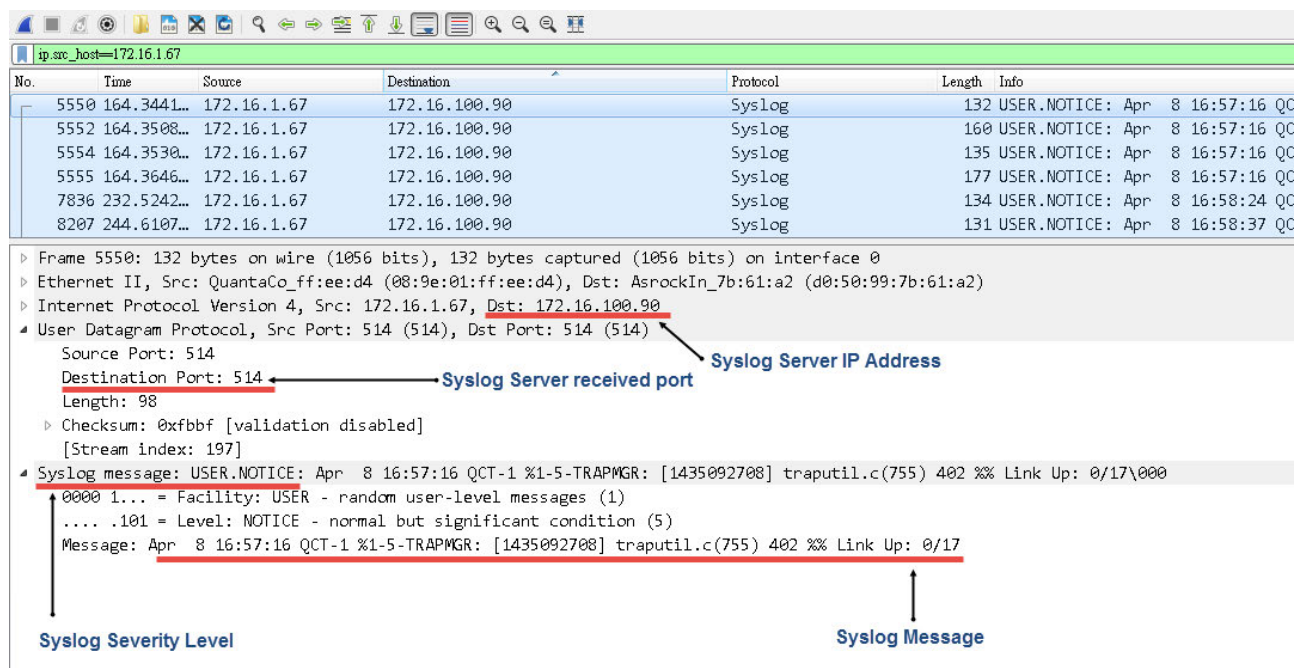 ip.src_host==172.16.1.67
No. Time Source Destination Protocol Length Info
5550 164.3441… 172.16.1.67 172.16.100.90 Syslog 132 USER.NOTICE: Apr  8 16:57:16 QC
5552 164.3508… 172.16.1.67 172.16.100.90 Syslog 160 USER.NOTICE: Apr  8 16:57:16 QC
5554 164.3530… 172.16.1.67 172.16.100.90 Syslog 135 USER.NOTICE: Apr  8 16:57:16 QC
5555 164.3646… 172.16.1.67 172.16.100.90 Syslog 177 USER.NOTICE: Apr  8 16:57:16 QC
7836 232.5242… 172.16.1.67 172.16.100.90 Syslog 134 USER.NOTICE: Apr  8 16:58:24 QC
8207 244.6107… 172.16.1.67 172.16.100.90 Syslog 131 USER.NOTICE: Apr  8 16:58:37 QC
Frame 5550: 132 bytes on wire (1056 bits), 132 bytes captured (1056 bits) on interface 0
Ethernet II, Src: QuantaCo_ff:ee:d4 (08:9e:01:ff:ee:d4), Dst: AsrockIn_7b:61:a2 (d0:50:99:7b:61:a2)
Internet Protocol Version 4, Src: 172.16.1.67, Dst: 172.16.100.90
User Datagram Protocol, Src Port: 514 (514), Dst Port: 514 (514)
Source Port: 514
Syslog Server IP Address
Destination Port: 514
Syslog Server received port
Length: 98
Checksum: 0xfbbf [validation disabled]
[Stream index: 197]
Syslog message: USER.NOTICE: Apr  8 16:57:16 QCT-1 %1-5-TRAPMGR: [1435092708] traputil.c(755) 402 %% Link Up: 0/17\000
0000 1... = Facility: USER - random user-level messages (1)
.... .101 = Level: NOTICE - normal but significant condition (5)
Message: Apr  8 16:57:16 QCT-1 %1-5-TRAPMGR: [1435092708] traputil.c(755) 402 %% Link Up: 0/17
Syslog Severity Level
Syslog Message